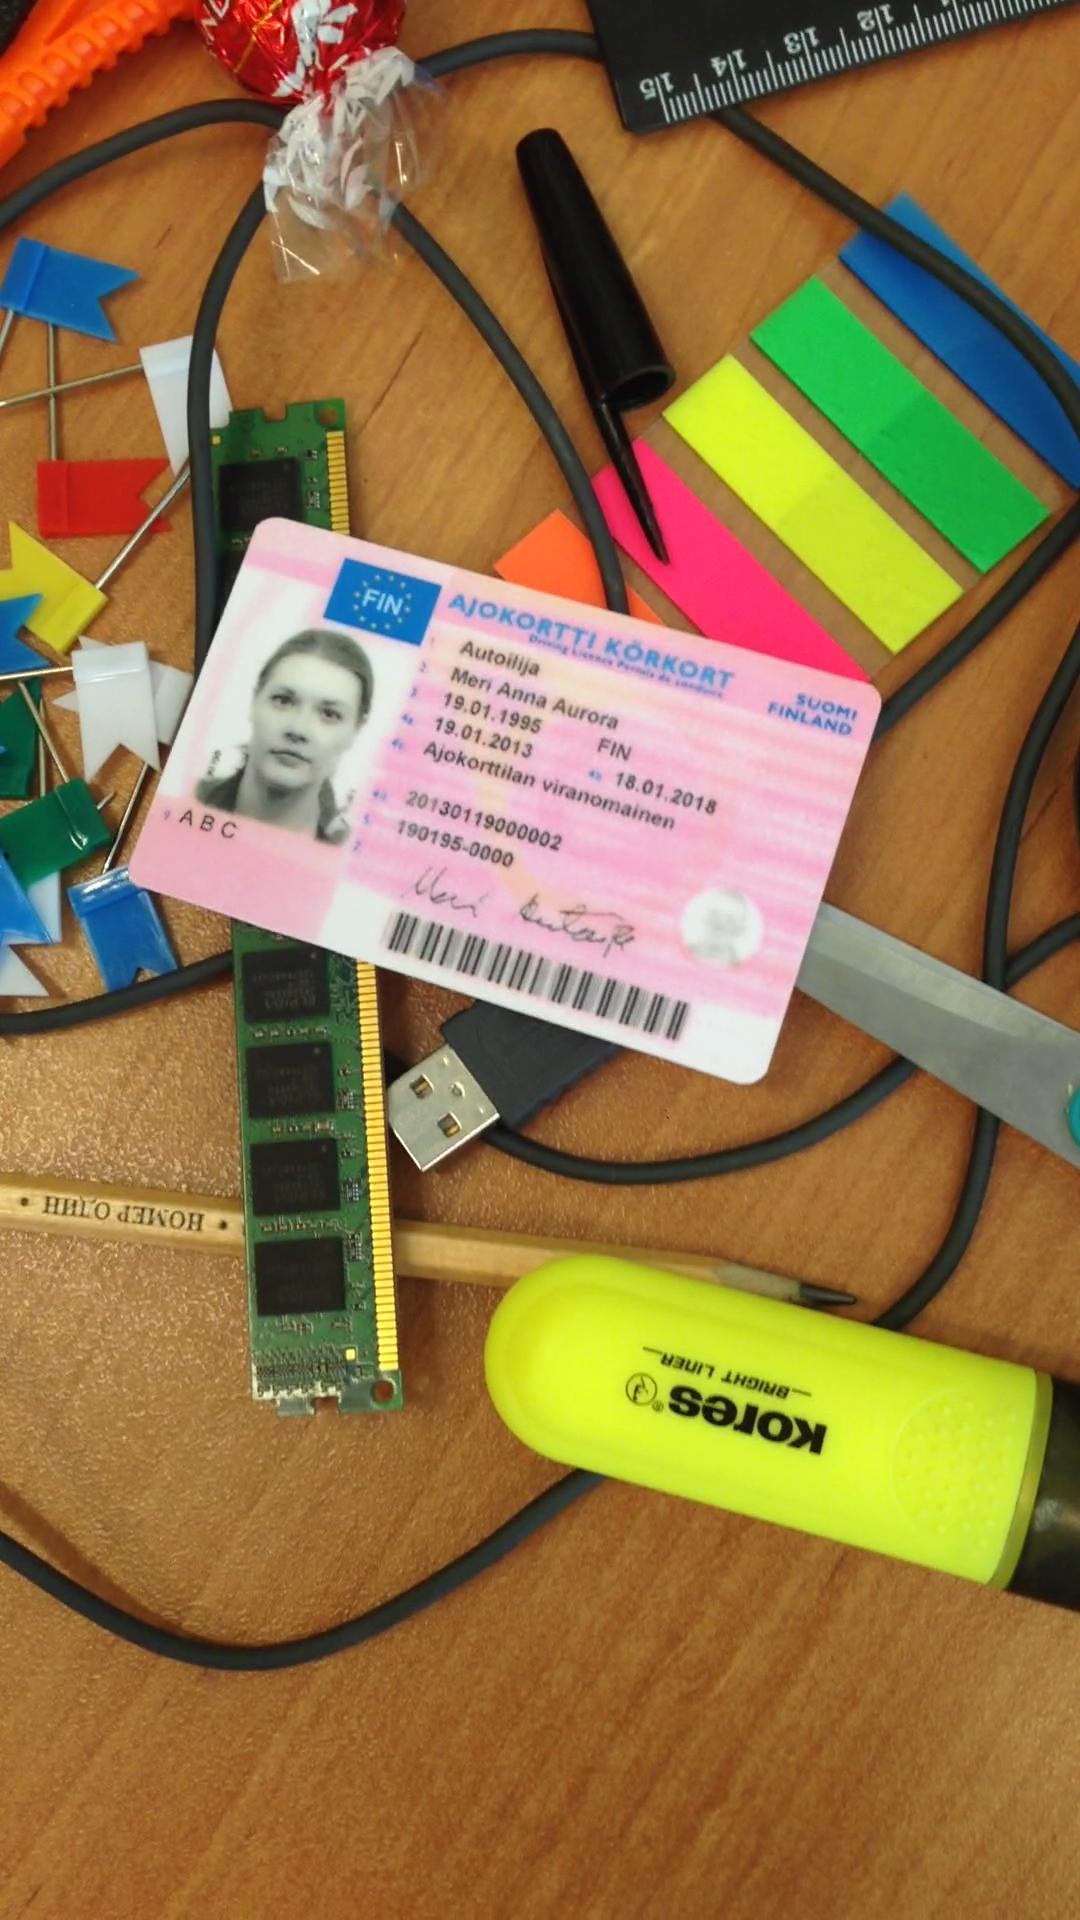 15 14 13 12
FIN
AJOKORTTI KÖRKORT
Driving Licence Permis de conduire
SUOMI
FINLAND
1 Autoilija
2 Meri Anna Aurora
3 19.01.1995 FIN
4a 19.01.2013 4b 18.01.2018
4c Ajokorttilan viranomainen
4d 20130119000002
5 190195-0000
7
9 A B C
ELPIDA
НОМЕР ОДИН
Kores®
BRIGHT LINER